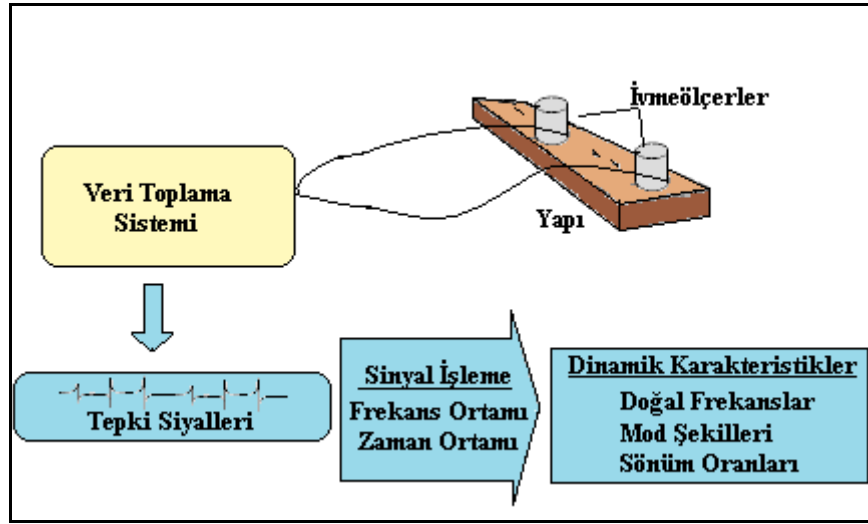 İvmeölçerler
Veri Toplama
Sistemi
Yapı
Tepki Siyalleri
Sinyal İşleme
Frekans Ortamı
Zaman Ortamı
Dinamik Karakteristikler
Doğal Frekanslar
Mod Şekilleri
Sönüm Oranları